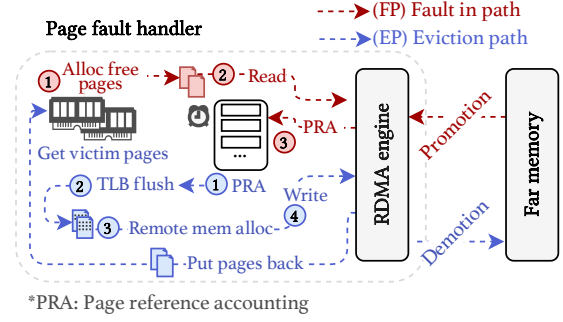 (FP) Fault in path
Page fault handler
(EP) Eviction path
1 Alloc free
pages
2 Read
PRA
3
Promotion
RDMA engine
Far memory
Get victim pages
2 TLB flush
1 PRA
Write
4
3 Remote mem alloc
Demotion
Put pages back
...
*PRA: Page reference accounting